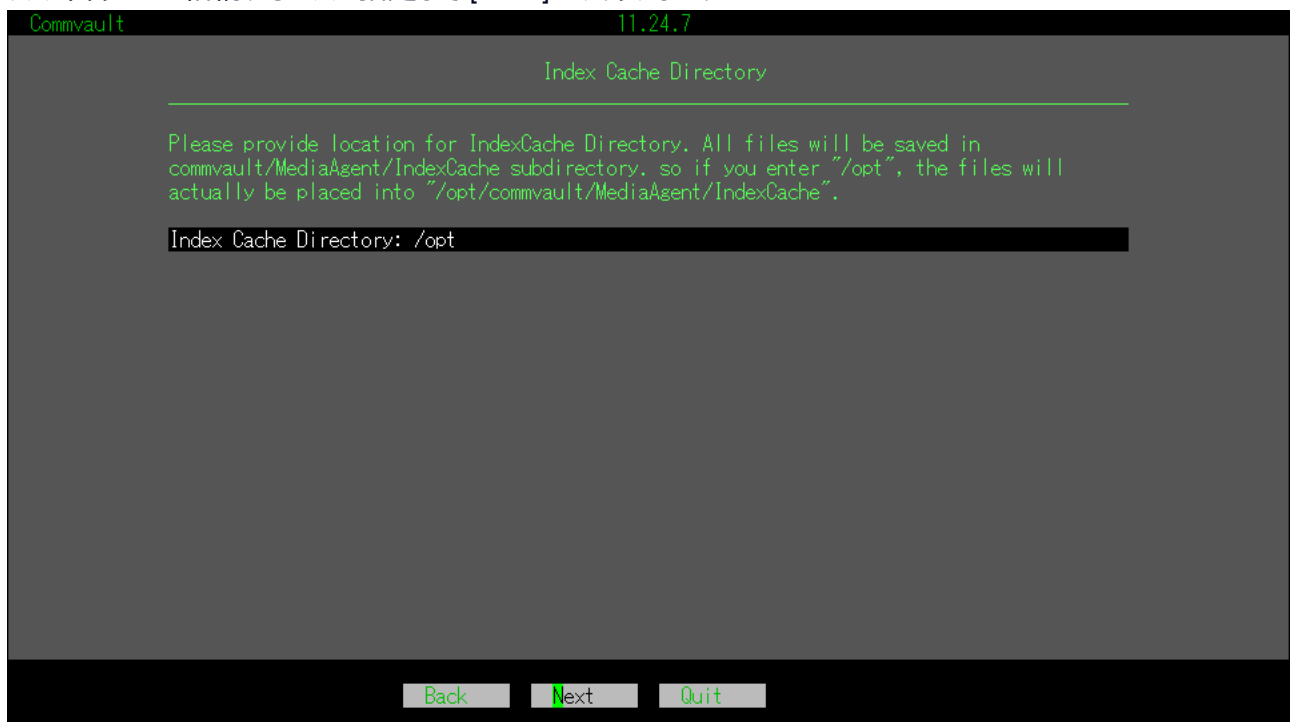 Commvault 11.24.7
Index Cache Directory
Please provide location for IndexCache Directory. All files will be saved in
commvault/MediaAgent/IndexCache subdirectory. so if you enter "/opt", the files will
actually be placed into "/opt/commvault/MediaAgent/IndexCache".
Index Cache Directory: /opt
Back Next Quit